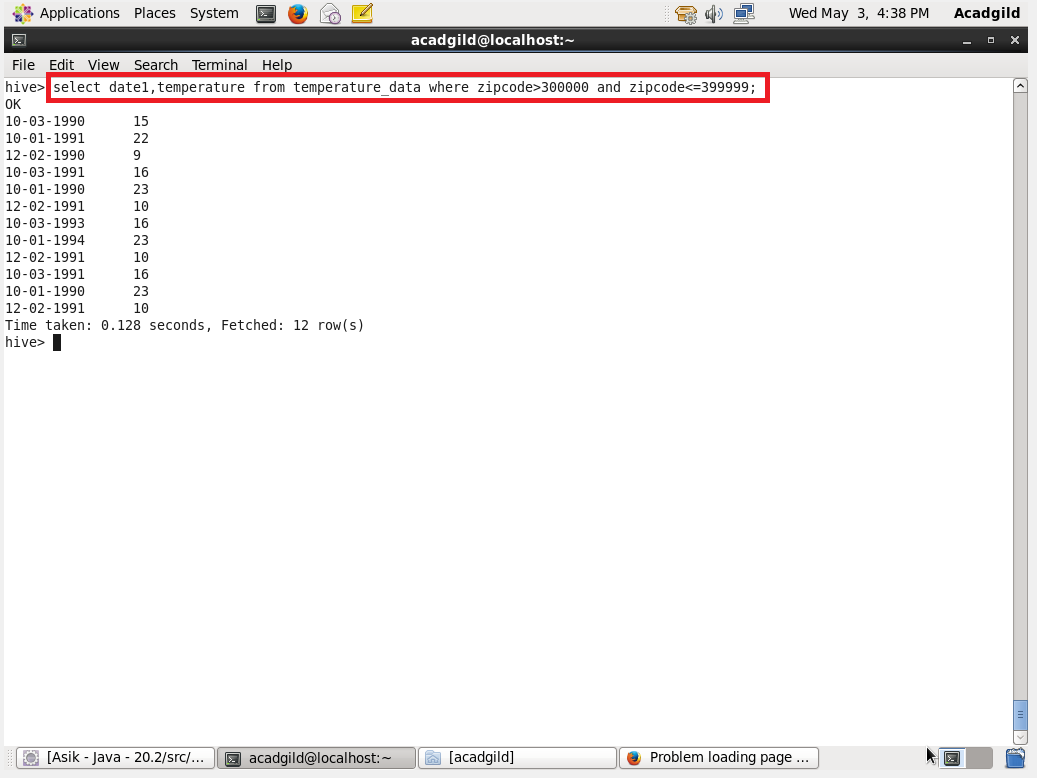 Applications Places System Wed May 3, 4:38 PM Acadgild
acadgild@localhost:~
File Edit View Search Terminal Help
hive> select date1,temperature from temperature_data where zipcode>300000 and zipcode<=399999;
OK
10-03-1990 15
10-01-1991 22
12-02-1990 9
10-03-1991 16
10-01-1990 23
12-02-1991 10
10-03-1993 16
10-01-1994 23
12-02-1991 10
10-03-1991 16
10-01-1990 23
12-02-1991 10
Time taken: 0.128 seconds, Fetched: 12 row(s)
hive>
[Asik - Java - 20.2/src/... acadgild@localhost:~ [acadgild] Problem loading page ...